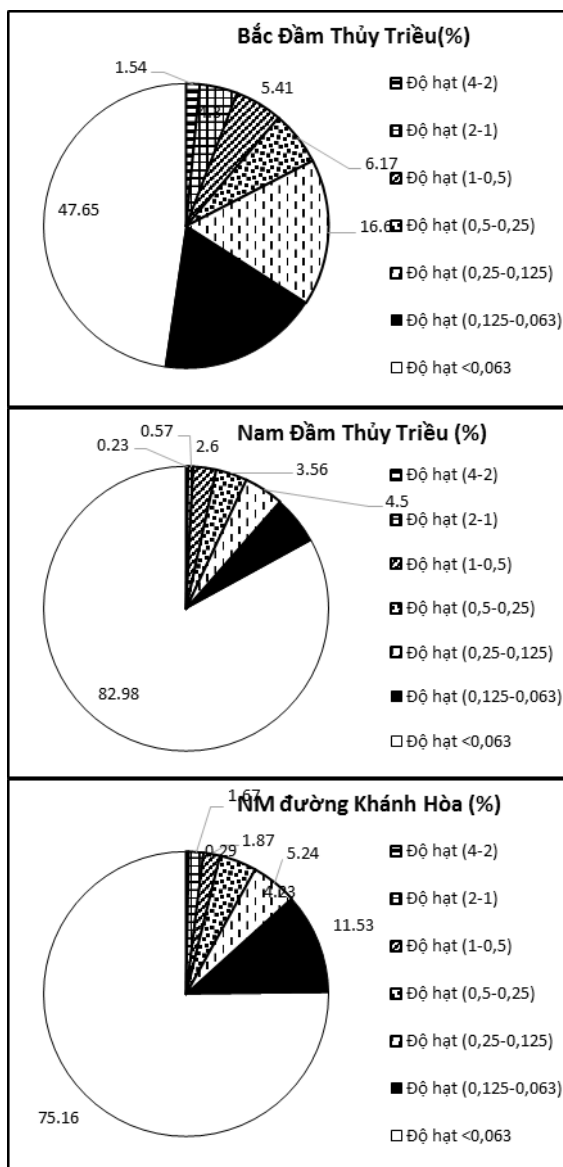 Bắc Đầm Thủy Triều(%)
1.54
5.41
6.17
16.6
47.65
Độ hạt (4-2)
Độ hạt (2-1)
Độ hạt (1-0,5)
Độ hạt (0,5-0,25)
Độ hạt (0,25-0,125)
Độ hạt (0,125-0,063)
Độ hạt <0,063
Nam Đầm Thủy Triều (%)
0.23
0.57
2.6
3.56
4.5
82.98
Độ hạt (4-2)
Độ hạt (2-1)
Độ hạt (1-0,5)
Độ hạt (0,5-0,25)
Độ hạt (0,25-0,125)
Độ hạt (0,125-0,063)
Độ hạt <0,063
NM đường Khánh Hòa (%)
1.67
0.29
1.87
5.24
4.23
11.53
75.16
Độ hạt (4-2)
Độ hạt (2-1)
Độ hạt (1-0,5)
Độ hạt (0,5-0,25)
Độ hạt (0,25-0,125)
Độ hạt (0,125-0,063)
Độ hạt <0,063